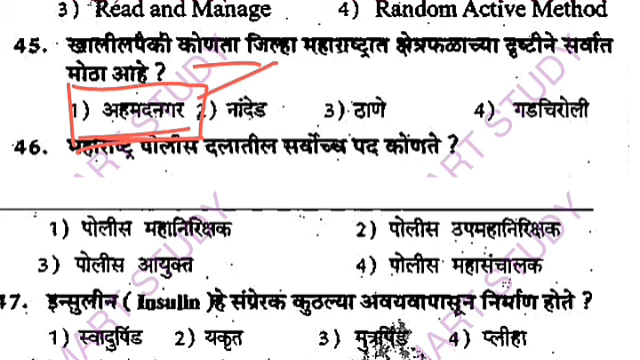 3) Read and Manage 4) Random Active Method
45. खालीलपैकी कोणता जिल्हा महाराष्ट्रात क्षेत्रफळाच्या दृष्टीने सर्वात
मोठा आहे ?
1) अहमदनगर 2) नांदेड 3) ठाणे 4) गडचिरोली
46. महाराष्ट्र पोलीस दलातील सर्वोच्च पद कोणते ?
1) पोलीस महानिरिक्षक 2) पोलीस उपमहानिरिक्षक
3) पोलीस आयुक्त 4) पोलीस महासंचालक
47. इन्सुलीन ( Insulin )हे संप्रेरक कुठल्या अवयवापासून निर्माण होते ?
1) स्वादुपिंड 2) यकृत 3) मुत्रपिंड 4) प्लीहा
SMART STUDY